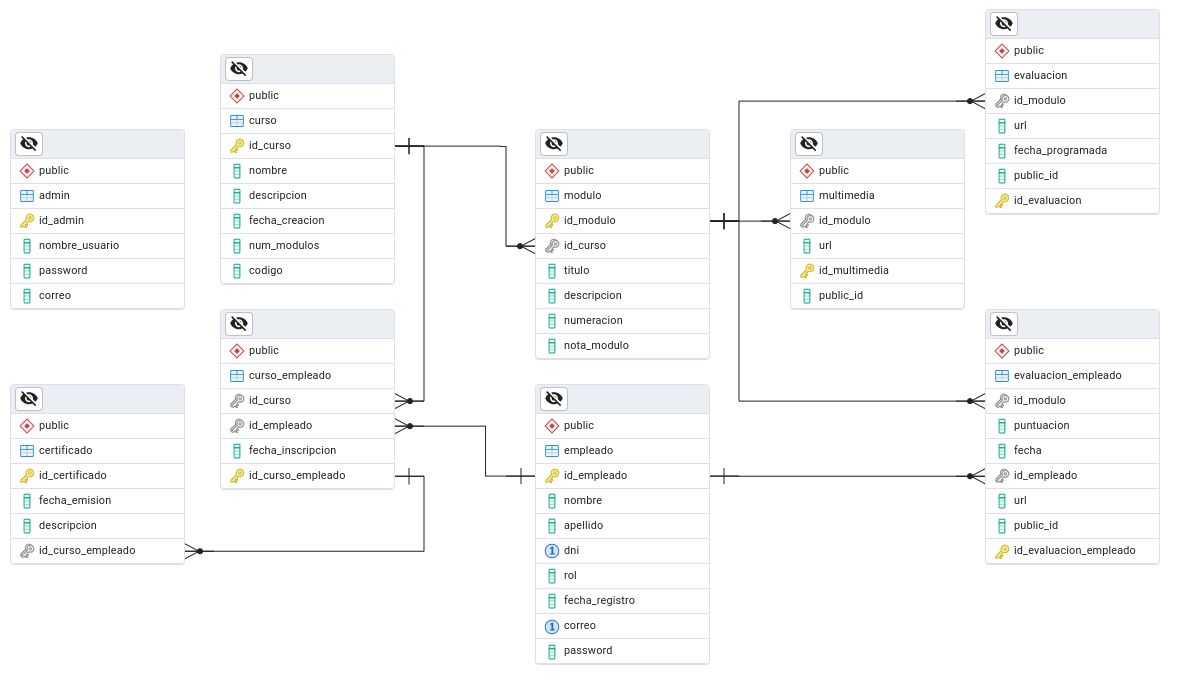 public
admin
id_admin
nombre_usuario
password
correo
public
certificado
id_certificado
fecha_emision
descripcion
id_curso_empleado
public
curso
id_curso
nombre
descripcion
fecha_creacion
num_modulos
codigo
public
curso_empleado
id_curso
id_empleado
fecha_inscripcion
id_curso_empleado
public
modulo
id_modulo
id_curso
titulo
descripcion
numeracion
nota_modulo
public
empleado
id_empleado
nombre
apellido
1 dni
rol
fecha_registro
1 correo
password
public
multimedia
id_modulo
url
id_multimedia
public_id
public
evaluacion
id_modulo
url
fecha_programada
public_id
id_evaluacion
public
evaluacion_empleado
id_modulo
puntuacion
fecha
id_empleado
url
public_id
id_evaluacion_empleado